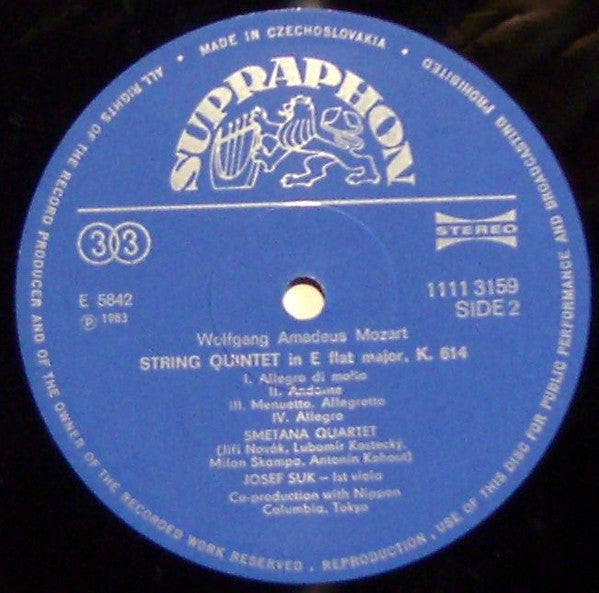 MADE IN CZECHOSLOVAKIA • ALL RIGHTS OF THE RECORD PRODUCER AND OF THE OWNER OF THE RECORDED WORK RESERVED . REPRODUCTION , USE OF THIS DISC FOR PUBLIC PERFORMANCE AND BROADCASTING PROHIBITED •
SUPRAPHON
33
STEREO
E 5842
1111 3159
℗ 1983
SIDE 2
Wolfgang Amadeus Mozart
STRING QUINTET in E flat major, K. 614
I. Allegro di molto
II. Andante
III. Menuetto. Allegretto
IV. Allegro
SMETANA QUARTET
(Jiří Novák, Lubomír Kostecký,
Milan Škampa, Antonín Kohout)
JOSEF SUK – Ist viola
Co-production with Nippon
Columbia, Tokyo